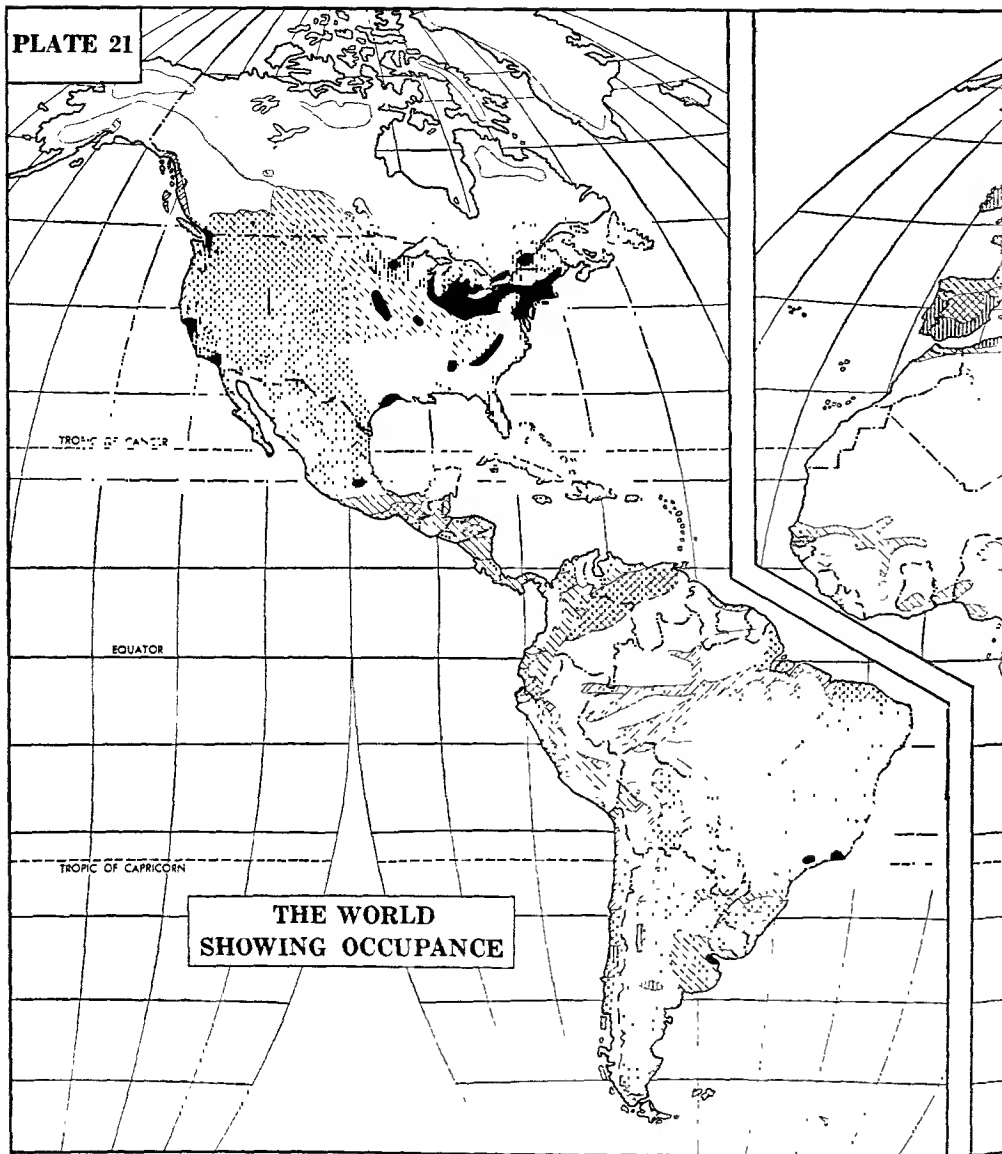 PLATE 21
TROPIC OF CANCER
EQUATOR
TROPIC OF CAPRICORN
THE WORLD
SHOWING OCCUPANCE